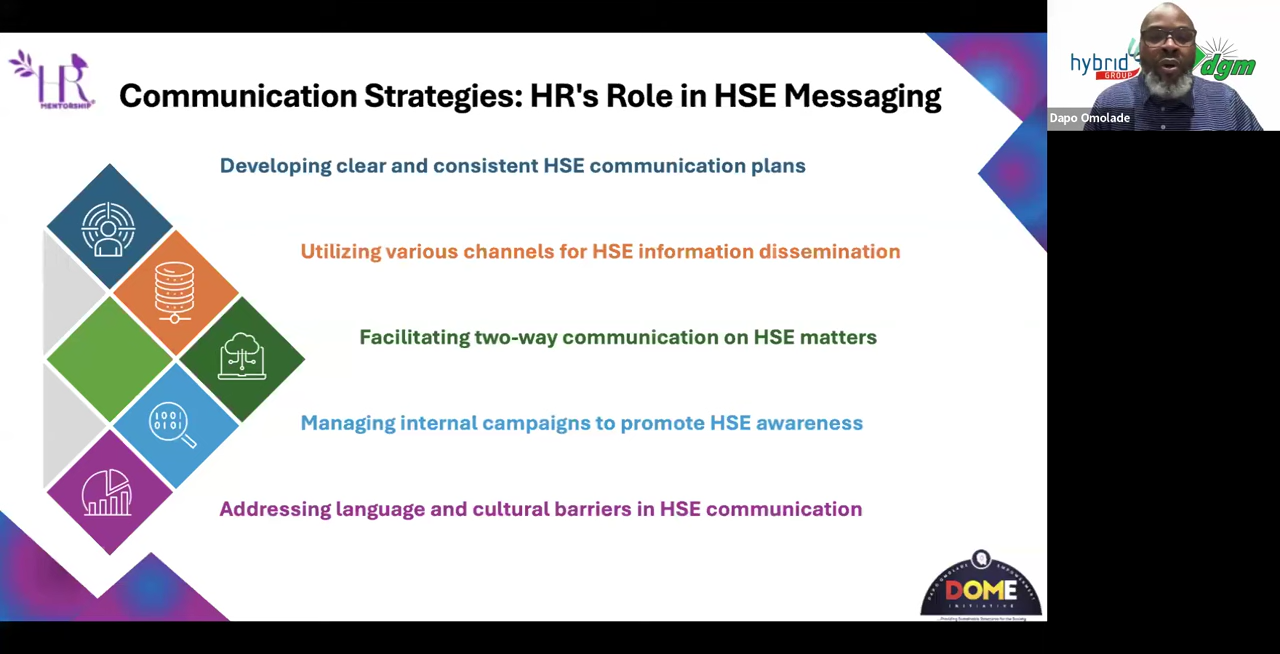 HR
MENTORSHIP
Communication Strategies: HR's Role in HSE Messaging
Developing clear and consistent HSE communication plans
Utilizing various channels for HSE information dissemination
Facilitating two-way communication on HSE matters
1001
0101
Managing internal campaigns to promote HSE awareness
Addressing language and cultural barriers in HSE communication
DOME
INITIATIVE
hybrid
GROUP
dgm
Dapo Omolade